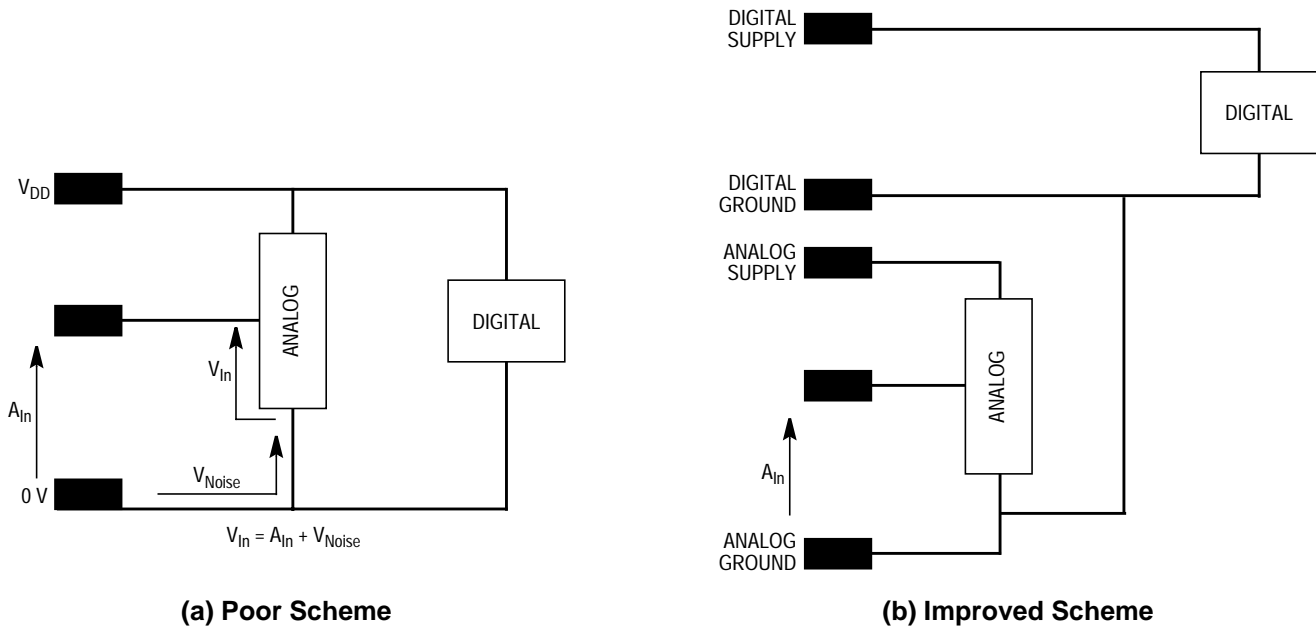 V_DD
ANALOG
DIGITAL
V_In
A_In
V_Noise
0 V
V_In = A_In + V_Noise
(a) Poor Scheme
DIGITAL
SUPPLY
DIGITAL
DIGITAL
GROUND
ANALOG
SUPPLY
ANALOG
A_In
ANALOG
GROUND
(b) Improved Scheme